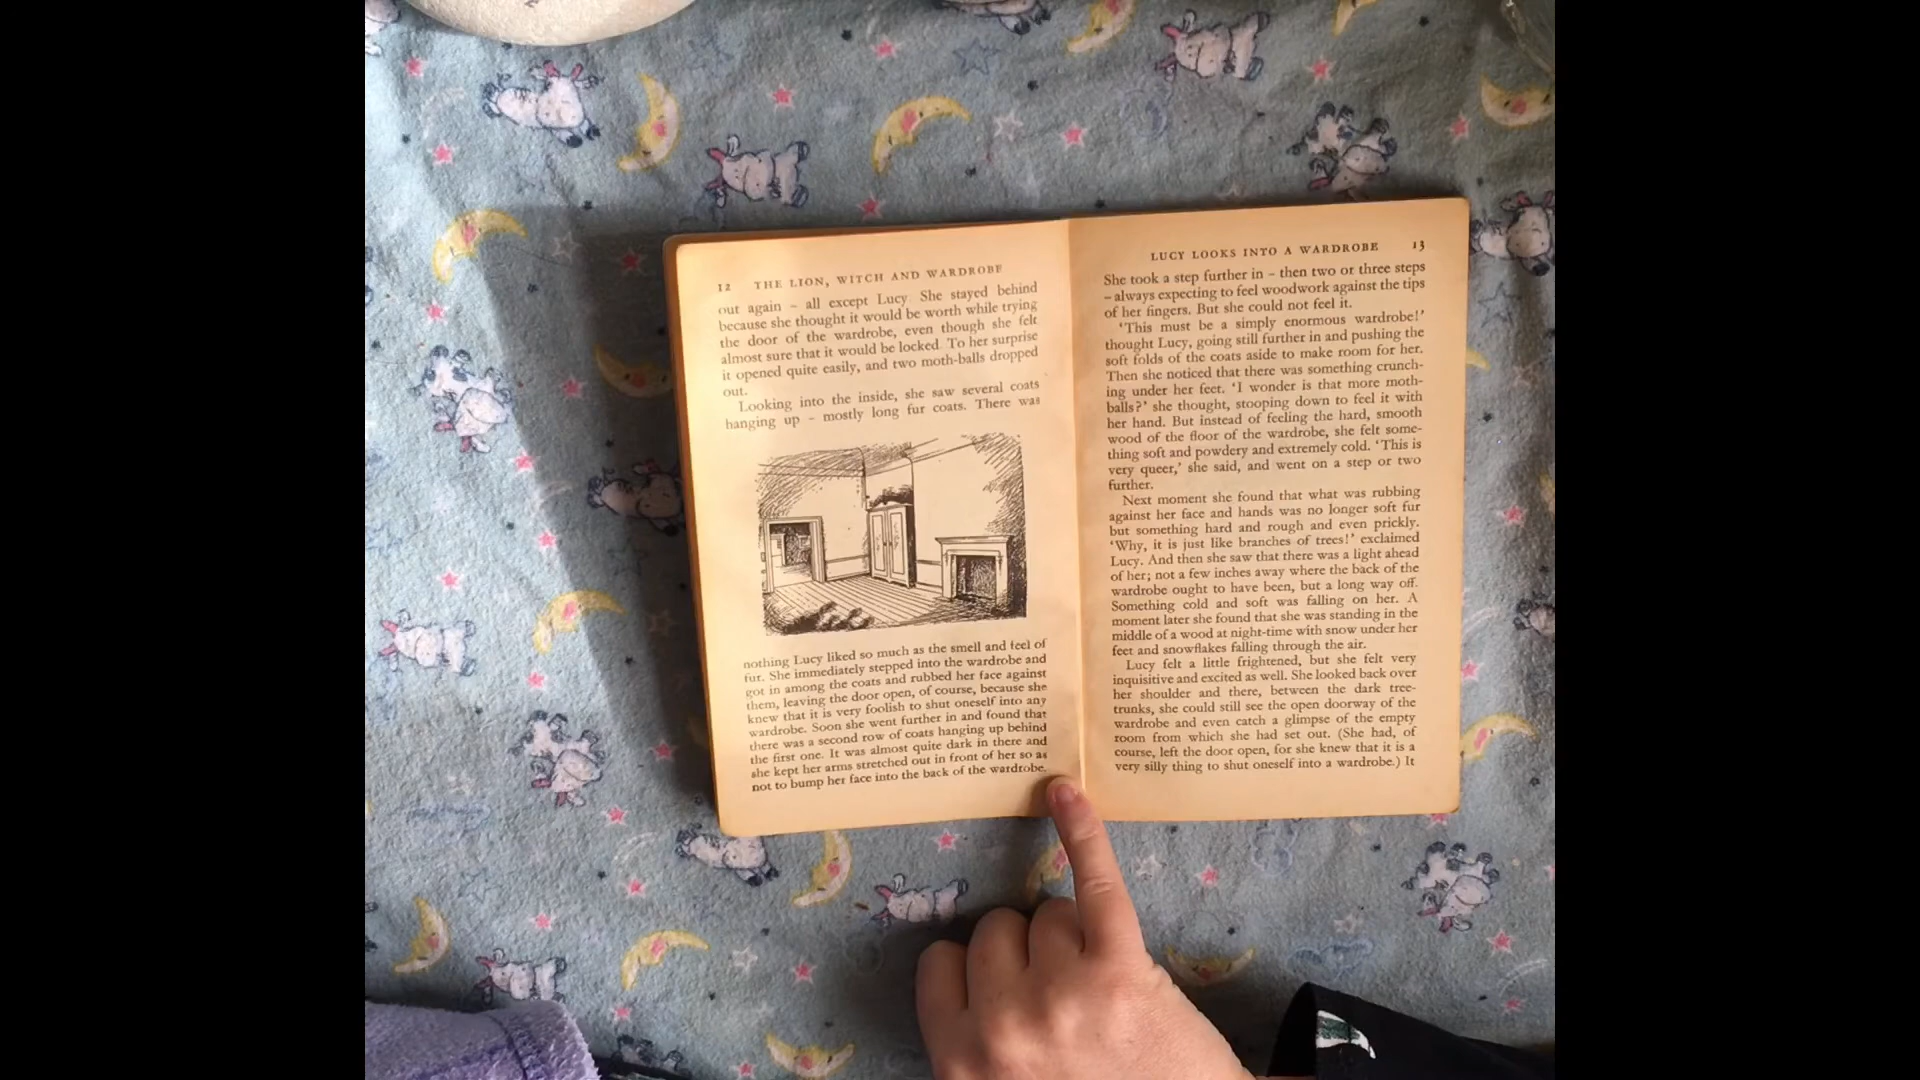 12 THE LION, WITCH AND WARDROBE
out again – all except Lucy. She stayed behind
because she thought it would be worth while trying
the door of the wardrobe, even though she felt
almost sure that it would be locked. To her surprise
it opened quite easily, and two moth-balls dropped
out.
Looking into the inside, she saw several coats
hanging up – mostly long fur coats. There was
nothing Lucy liked so much as the smell and feel of
fur. She immediately stepped into the wardrobe and
got in among the coats and rubbed her face against
them, leaving the door open, of course, because she
knew that it is very foolish to shut oneself into any
wardrobe. Soon she went further in and found that
there was a second row of coats hanging up behind
the first one. It was almost quite dark in there and
she kept her arms stretched out in front of her so as
not to bump her face into the back of the wardrobe.
LUCY LOOKS INTO A WARDROBE 13
She took a step further in – then two or three steps
– always expecting to feel woodwork against the tips
of her fingers. But she could not feel it.
‘This must be a simply enormous wardrobe!’
thought Lucy, going still further in and pushing the
soft folds of the coats aside to make room for her.
Then she noticed that there was something crunch-
ing under her feet. ‘I wonder is that more moth-
balls?’ she thought, stooping down to feel it with
her hand. But instead of feeling the hard, smooth
wood of the floor of the wardrobe, she felt some-
thing soft and powdery and extremely cold. ‘This is
very queer,’ she said, and went on a step or two
further.
Next moment she found that what was rubbing
against her face and hands was no longer soft fur
but something hard and rough and even prickly.
‘Why, it is just like branches of trees!’ exclaimed
Lucy. And then she saw that there was a light ahead
of her; not a few inches away where the back of the
wardrobe ought to have been, but a long way off.
Something cold and soft was falling on her. A
moment later she found that she was standing in the
middle of a wood at night-time with snow under her
feet and snowflakes falling through the air.
Lucy felt a little frightened, but she felt very
inquisitive and excited as well. She looked back over
her shoulder and there, between the dark tree-
trunks, she could still see the open doorway of the
wardrobe and even catch a glimpse of the empty
room from which she had set out. (She had, of
course, left the door open, for she knew that it is a
very silly thing to shut oneself into a wardrobe.) It